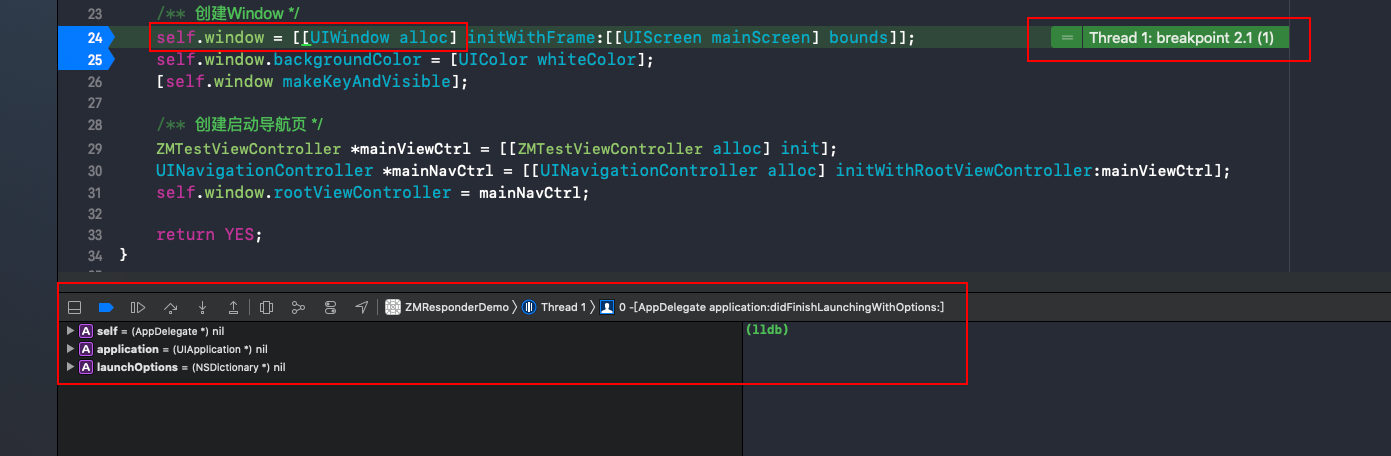 23 /** 创建Window */
24 self.window = [[UIWindow alloc] initWithFrame:[[UIScreen mainScreen] bounds]]; = Thread 1: breakpoint 2.1 (1)
25 self.window.backgroundColor = [UIColor whiteColor];
26 [self.window makeKeyAndVisible];
27
28 /** 创建启动导航页 */
29 ZMTestViewController *mainViewCtrl = [[ZMTestViewController alloc] init];
30 UINavigationController *mainNavCtrl = [[UINavigationController alloc] initWithRootViewController:mainViewCtrl];
31 self.window.rootViewController = mainNavCtrl;
32
33 return YES;
34 }
ZMResponderDemo 〉 Thread 1 〉 0 -[AppDelegate application:didFinishLaunchingWithOptions:]
A self = (AppDelegate *) nil
A application = (UIApplication *) nil
A launchOptions = (NSDictionary *) nil
(lldb)